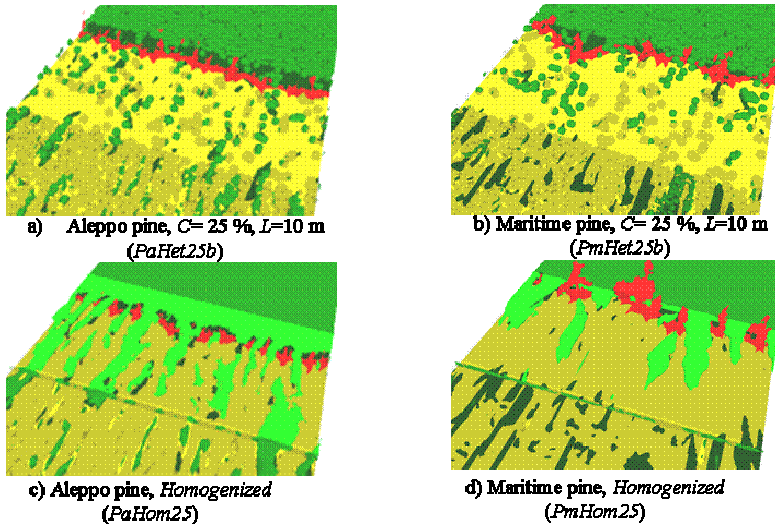 a) Aleppo pine, C= 25 %, L=10 m
(PaHet25b)
b) Maritime pine, C= 25 %, L=10 m
(PmHet25b)
c) Aleppo pine, Homogenized
(PaHom25)
d) Maritime pine, Homogenized
(PmHom25)